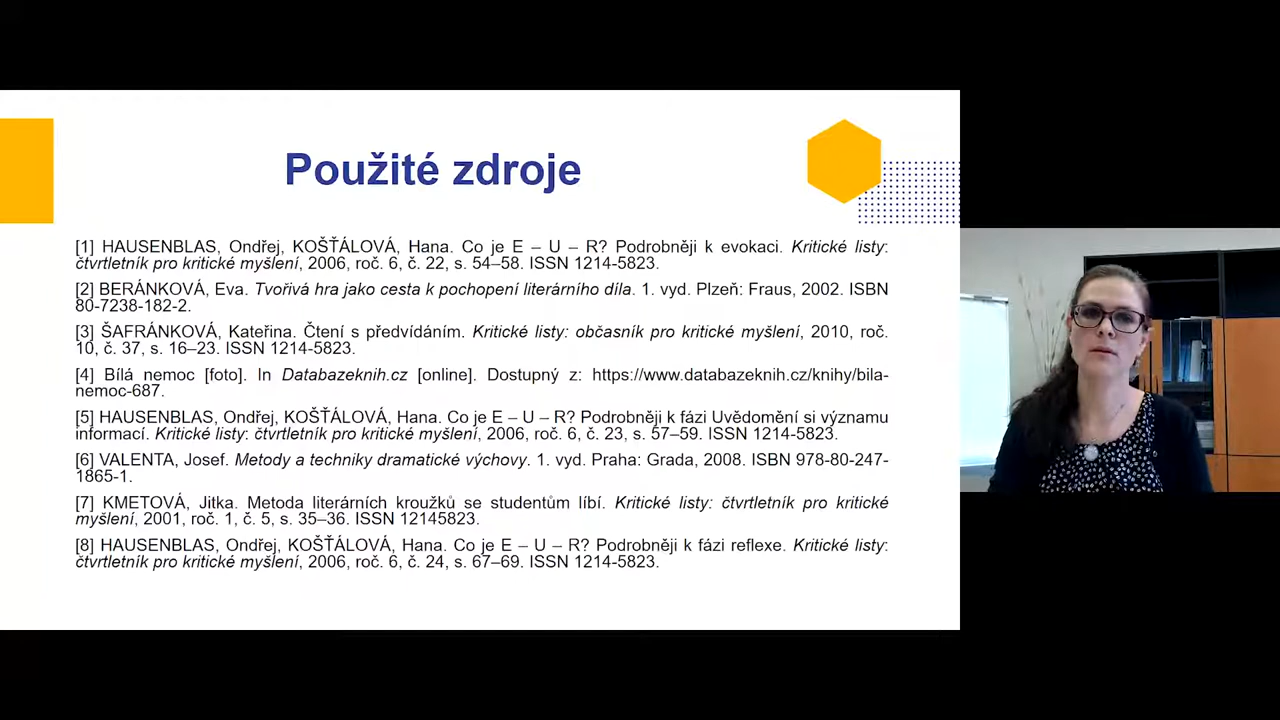 Použité zdroje
[1] HAUSENBLAS, Ondřej, KOŠŤÁLOVÁ, Hana. Co je E – U – R? Podrobněji k evokaci. Kritické listy:
čtvrtletník pro kritické myšlení, 2006, roč. 6, č. 22, s. 54–58. ISSN 1214-5823.
[2] BERÁNKOVÁ, Eva. Tvořivá hra jako cesta k pochopení literárního díla. 1. vyd. Plzeň: Fraus, 2002. ISBN
80-7238-182-2.
[3] ŠAFRÁNKOVÁ, Kateřina. Čtení s předvídáním. Kritické listy: občasník pro kritické myšlení, 2010, roč.
10, č. 37, s. 16–23. ISSN 1214-5823.
[4] Bílá nemoc [foto]. In Databazeknih.cz [online]. Dostupný z: https://www.databazeknih.cz/knihy/bila-
nemoc-687.
[5] HAUSENBLAS, Ondřej, KOŠŤÁLOVÁ, Hana. Co je E – U – R? Podrobněji k fázi Uvědomění si významu
informací. Kritické listy: čtvrtletník pro kritické myšlení, 2006, roč. 6, č. 23, s. 57–59. ISSN 1214-5823.
[6] VALENTA, Josef. Metody a techniky dramatické výchovy. 1. vyd. Praha: Grada, 2008. ISBN 978-80-247-
1865-1.
[7] KMETOVÁ, Jitka. Metoda literárních kroužků se studentům líbí. Kritické listy: čtvrtletník pro kritické
myšlení, 2001, roč. 1, č. 5, s. 35–36. ISSN 12145823.
[8] HAUSENBLAS, Ondřej, KOŠŤÁLOVÁ, Hana. Co je E – U – R? Podrobněji k fázi reflexe. Kritické listy:
čtvrtletník pro kritické myšlení, 2006, roč. 6, č. 24, s. 67–69. ISSN 1214-5823.